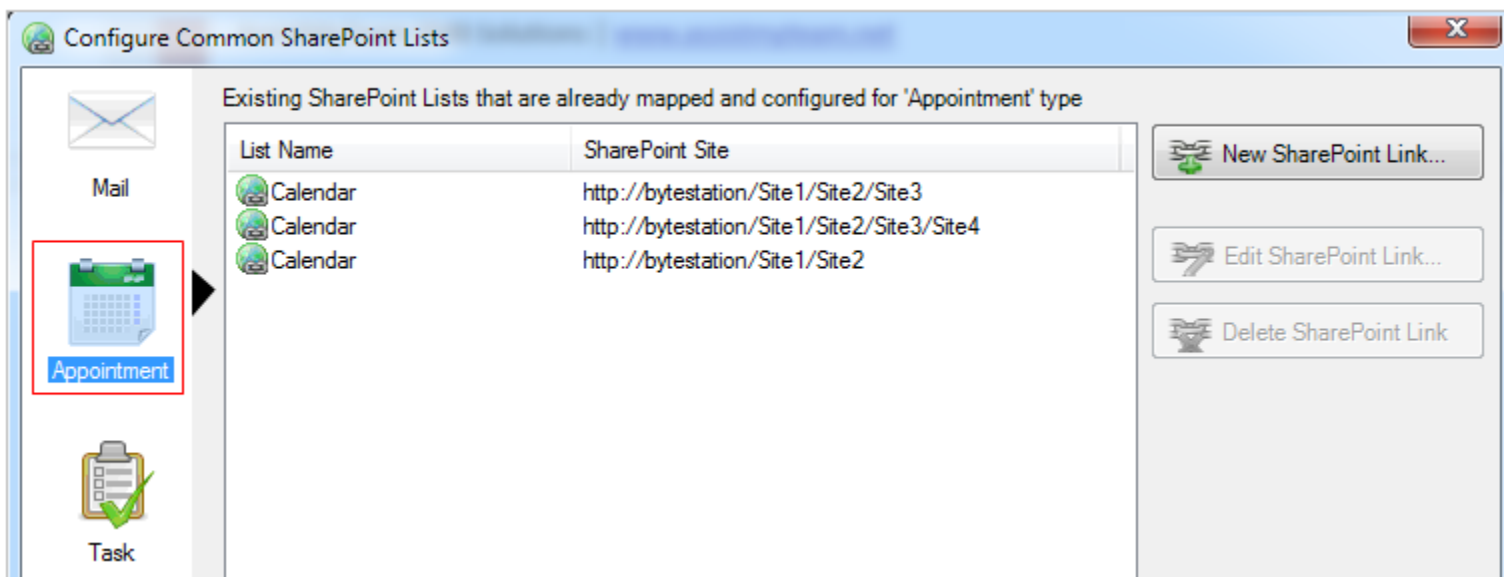 Configure Common SharePoint Lists
Existing SharePoint Lists that are already mapped and configured for 'Appointment' type
List Name SharePoint Site
Calendar http://bytestation/Site1/Site2/Site3
Calendar http://bytestation/Site1/Site2/Site3/Site4
Calendar http://bytestation/Site1/Site2
Mail
Appointment
Task
New SharePoint Link...
Edit SharePoint Link...
Delete SharePoint Link